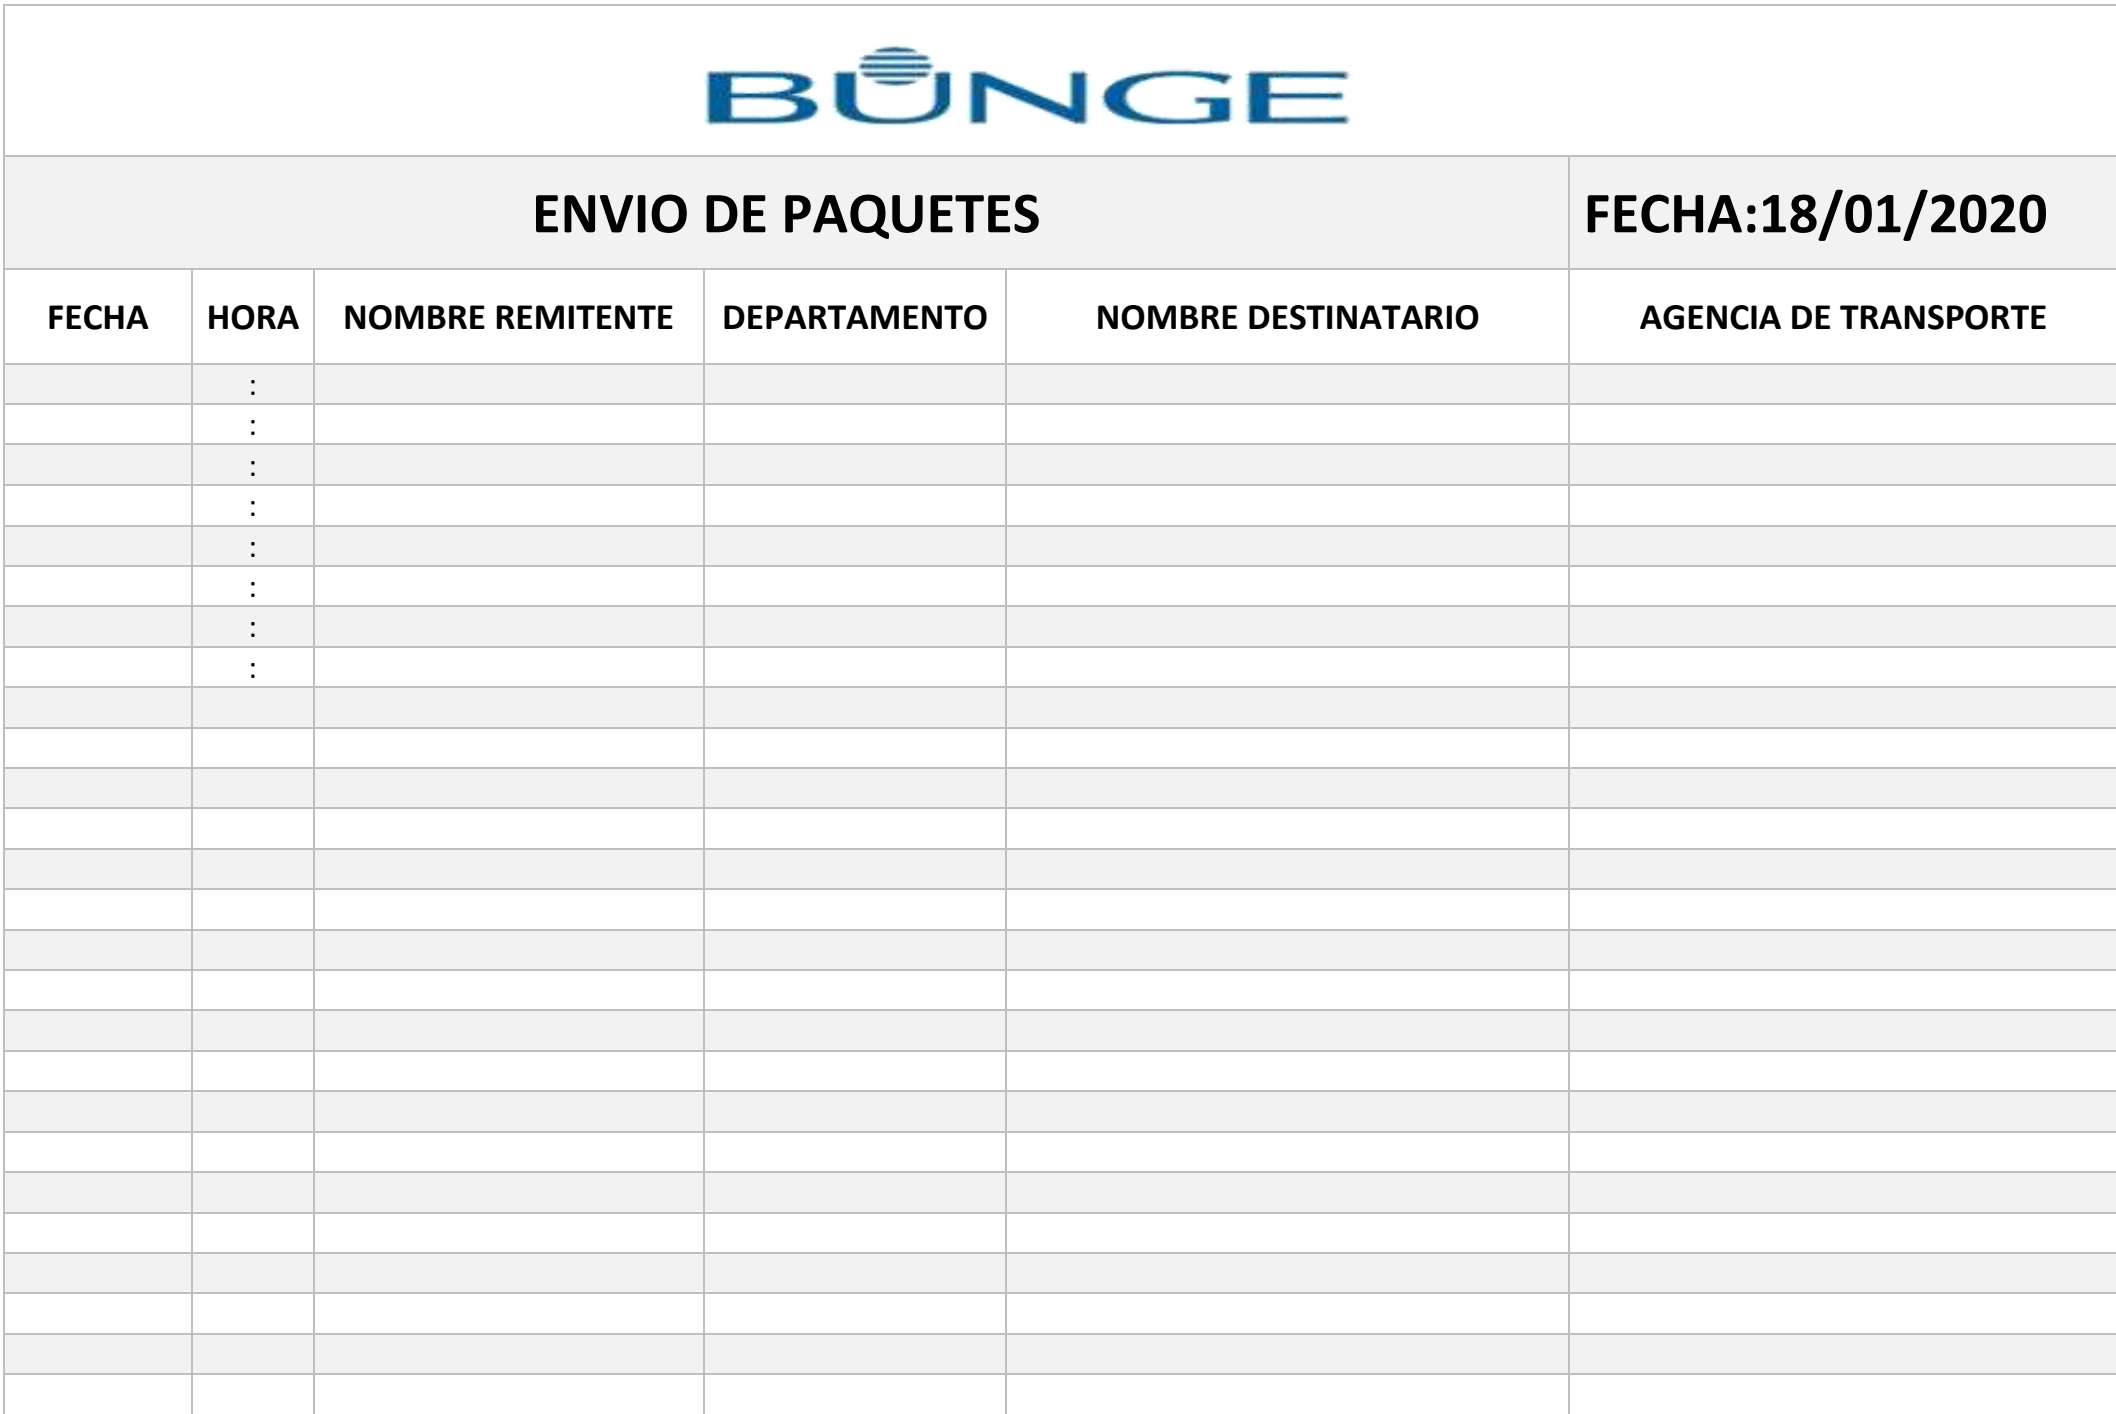 BUNGE
ENVIO DE PAQUETES FECHA:18/01/2020
FECHA HORA NOMBRE REMITENTE DEPARTAMENTO NOMBRE DESTINATARIO AGENCIA DE TRANSPORTE
:
:
:
:
:
:
:
: